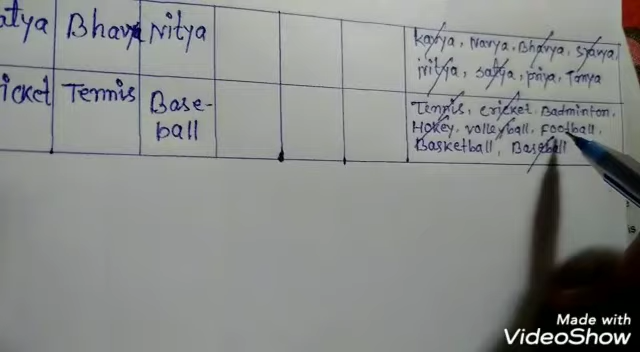 atya Bhavya Nitya
Kavya, Navya, Bhavya, Sravya,
Nitya, Satya, Priya, Tanya
icket Tennis Base-
ball
Tennis, cricket, Badminton,
Hokey, volleyball, Football,
Basketball, Baseball
Made with
VideoShow